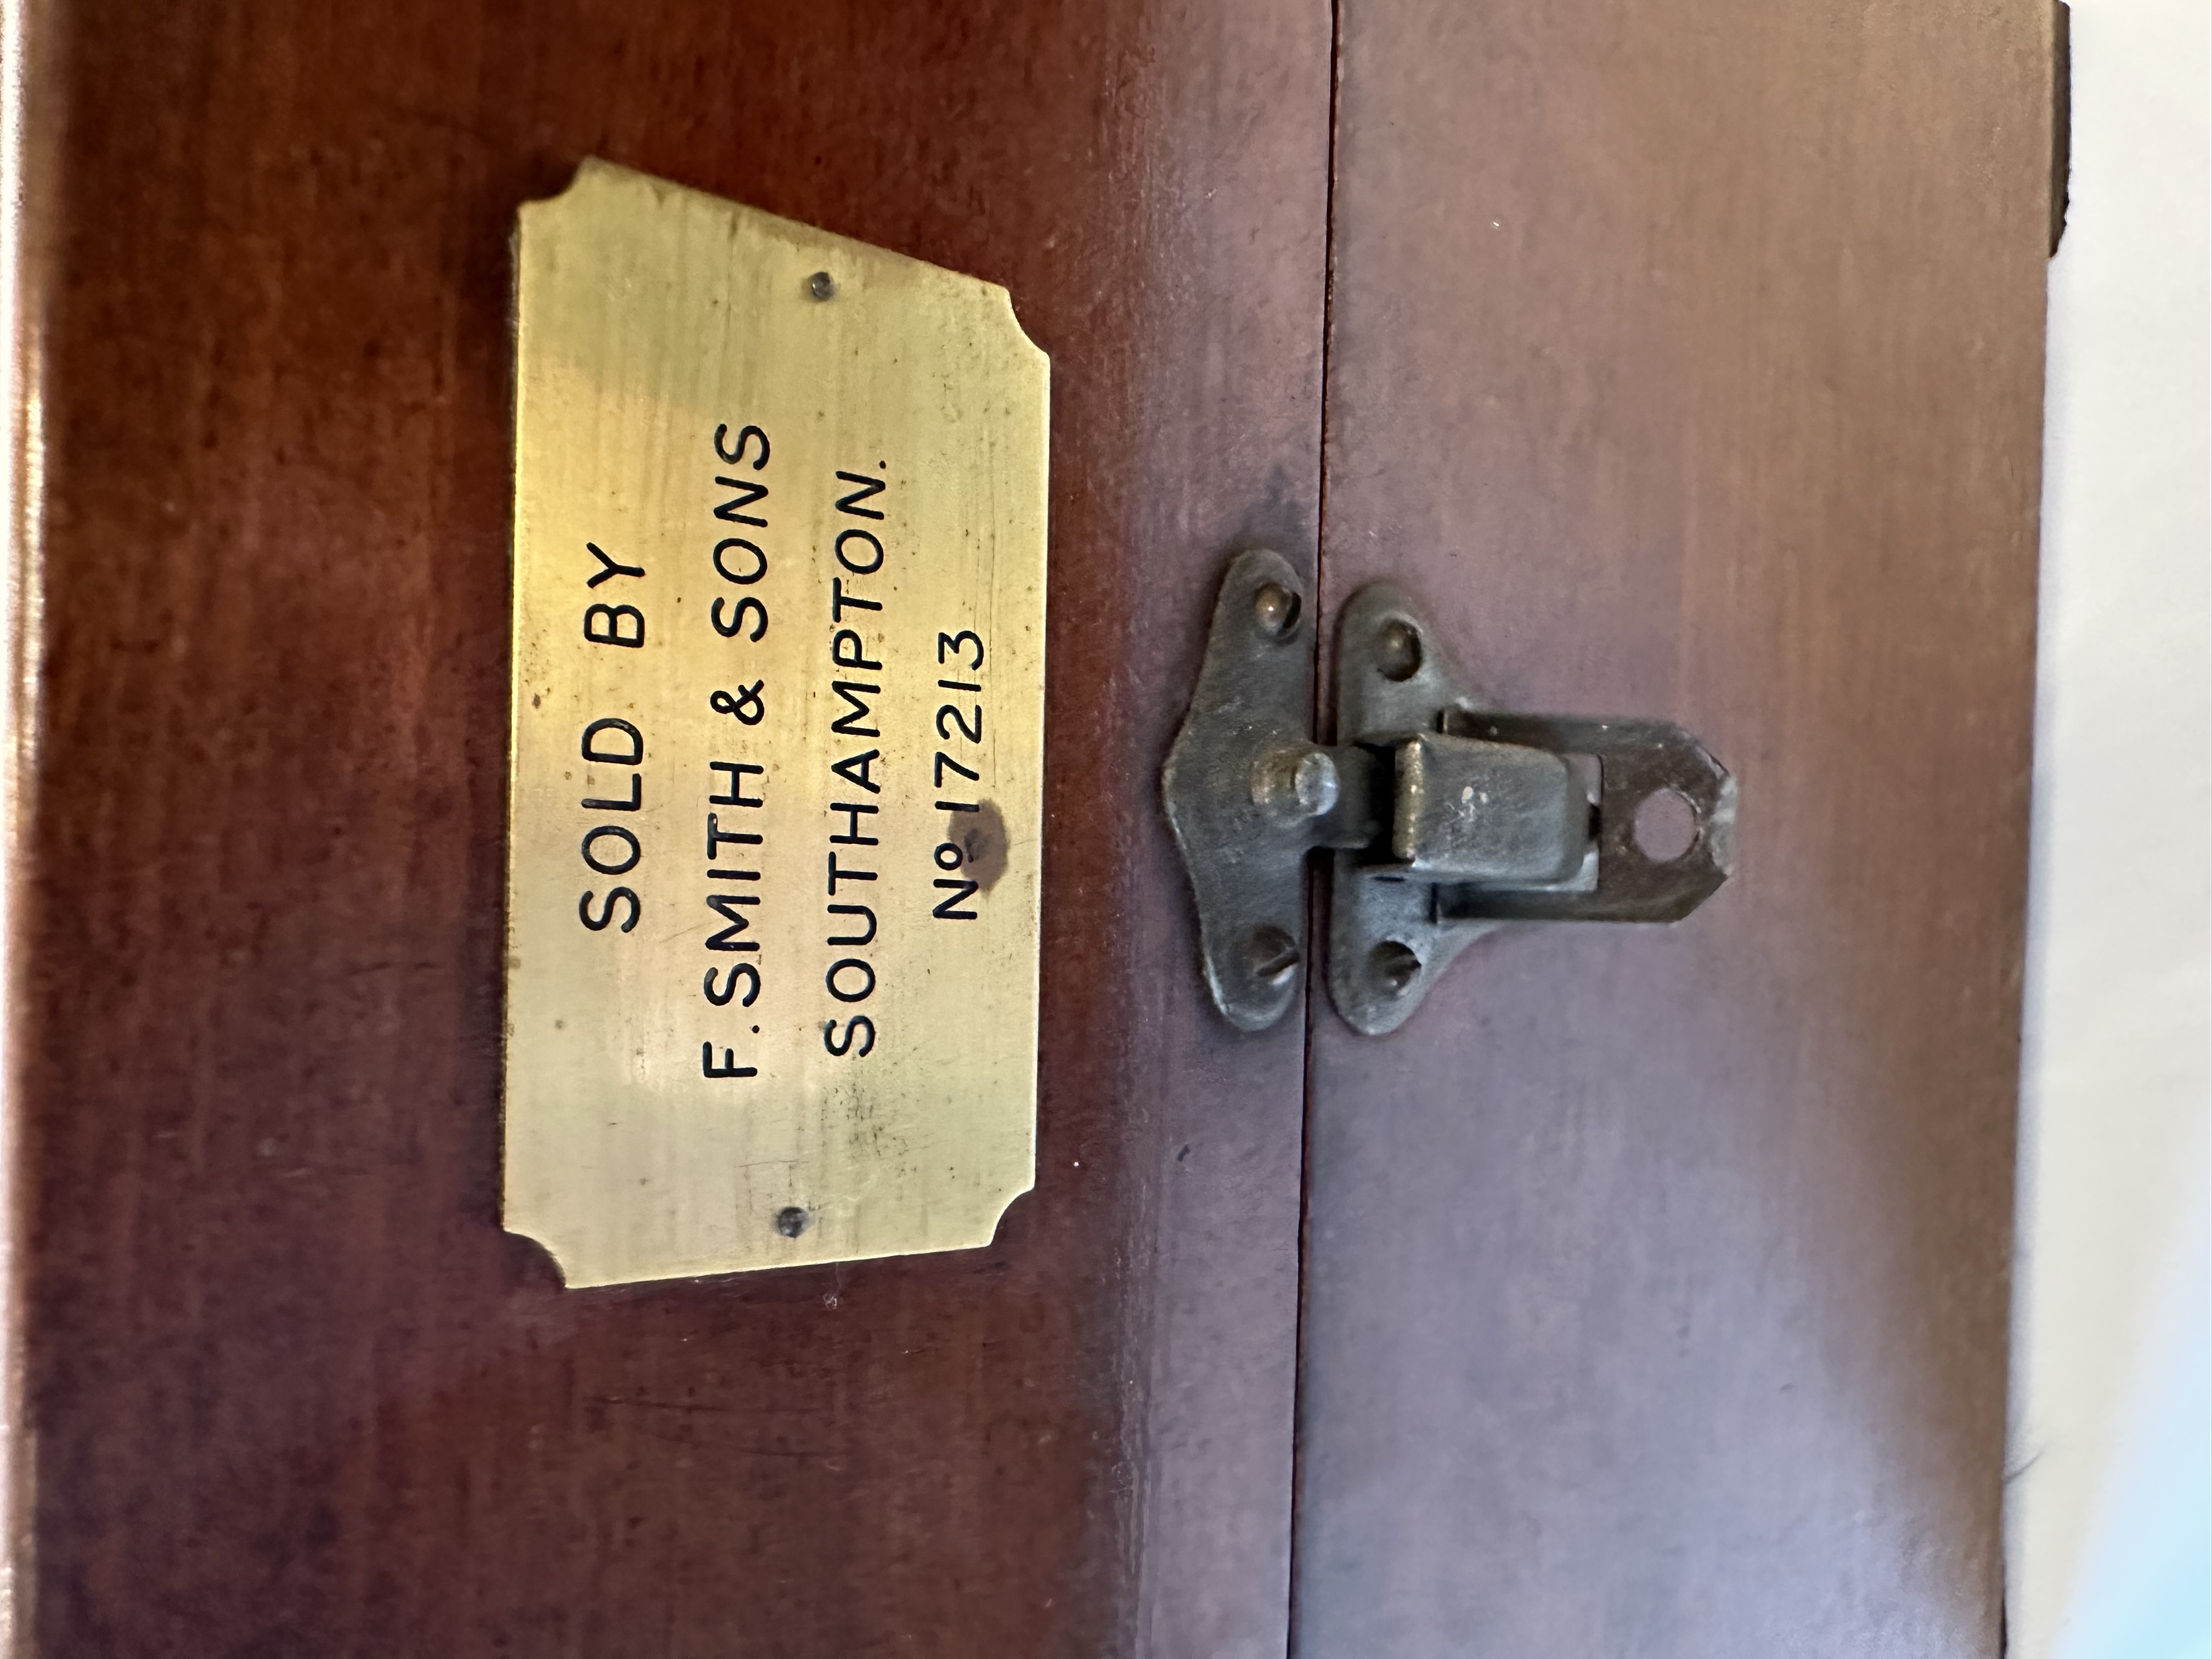 SOLD BY
F. SMITH & SONS
SOUTHAMPTON.
Nº 17213